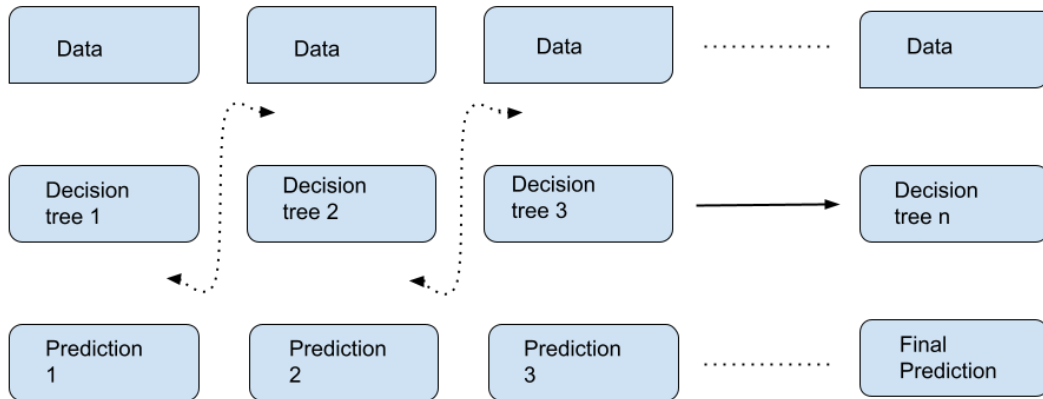 Data
Data
Data
Data
Decision
tree 1
Decision
tree 2
Decision
tree 3
Decision
tree n
Prediction
1
Prediction
2
Prediction
3
Final
Prediction